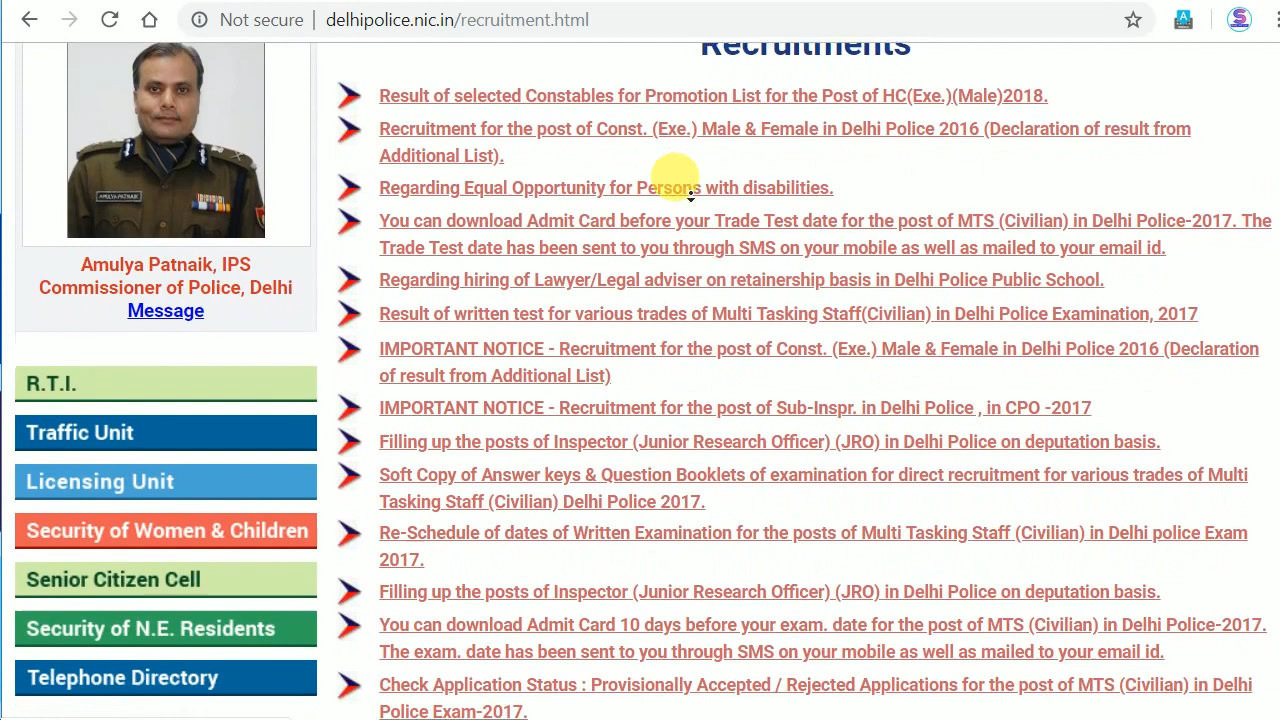 Not secure | delhipolice.nic.in/recruitment.html
Recruitments
AMULYA PATNAIK
Amulya Patnaik, IPS
Commissioner of Police, Delhi
Message
R.T.I.
Traffic Unit
Licensing Unit
Security of Women & Children
Senior Citizen Cell
Security of N.E. Residents
Telephone Directory
Result of selected Constables for Promotion List for the Post of HC(Exe.)(Male)2018.
Recruitment for the post of Const. (Exe.) Male & Female in Delhi Police 2016 (Declaration of result from
Additional List).
Regarding Equal Opportunity for Persons with disabilities.
You can download Admit Card before your Trade Test date for the post of MTS (Civilian) in Delhi Police-2017. The
Trade Test date has been sent to you through SMS on your mobile as well as mailed to your email id.
Regarding hiring of Lawyer/Legal adviser on retainership basis in Delhi Police Public School.
Result of written test for various trades of Multi Tasking Staff(Civilian) in Delhi Police Examination, 2017
IMPORTANT NOTICE - Recruitment for the post of Const. (Exe.) Male & Female in Delhi Police 2016 (Declaration
of result from Additional List)
IMPORTANT NOTICE - Recruitment for the post of Sub-Inspr. in Delhi Police , in CPO -2017
Filling up the posts of Inspector (Junior Research Officer) (JRO) in Delhi Police on deputation basis.
Soft Copy of Answer keys & Question Booklets of examination for direct recruitment for various trades of Multi
Tasking Staff (Civilian) Delhi Police 2017.
Re-Schedule of dates of Written Examination for the posts of Multi Tasking Staff (Civilian) in Delhi police Exam
2017.
Filling up the posts of Inspector (Junior Research Officer) (JRO) in Delhi Police on deputation basis.
You can download Admit Card 10 days before your exam. date for the post of MTS (Civilian) in Delhi Police-2017.
The exam. date has been sent to you through SMS on your mobile as well as mailed to your email id.
Check Application Status : Provisionally Accepted / Rejected Applications for the post of MTS (Civilian) in Delhi
Police Exam-2017.